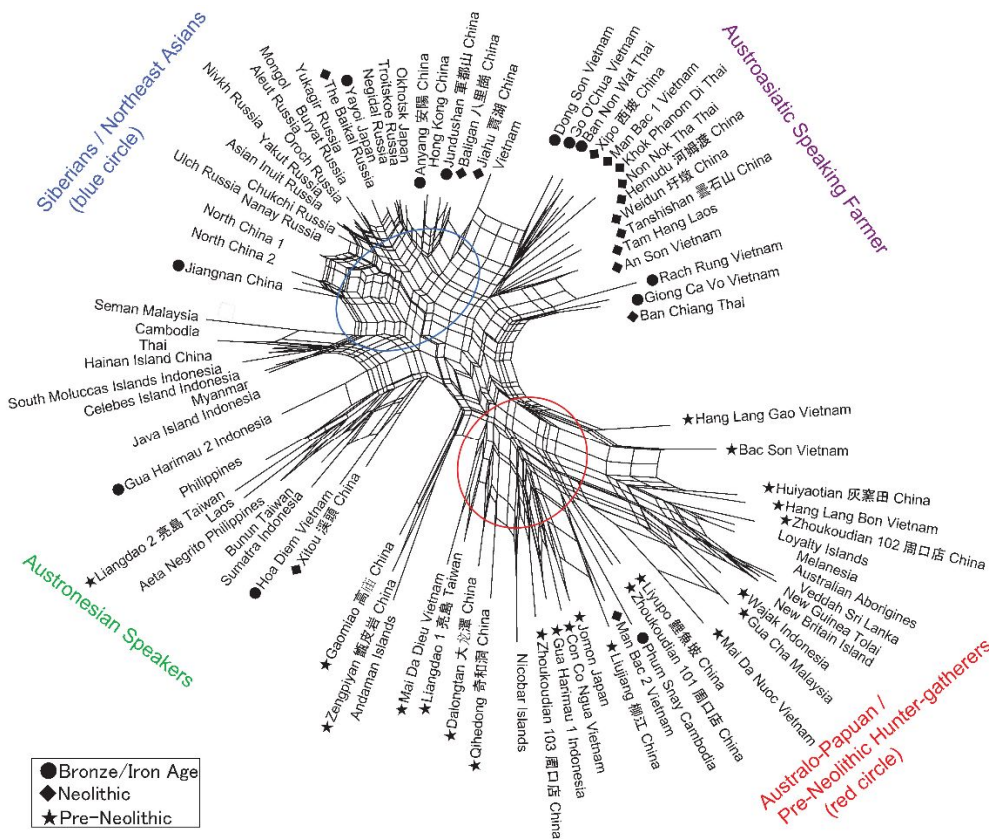 Siberians / Northeast Asians
(blue circle)
Nivkh Russia
Mongol
Aleut Russia
Buryat Russia
Yukagir Russia
◆The Baikal Russia
●Yayoi Japan
Negidal Russia
Troitskoe Russia
Okhotsk Japan
●Anyang 安陽 China
Hong Kong China
●Jundushan 軍都山 China
◆Baligan 八里崗 China
◆Jiahu 賈湖 China
Vietnam
Ulch Russia
Nanay Russia
Chukchi Russia
Asian Inuit Russia
Yakut Russia
Oroch Russia
North China 1
North China 2
●Jiangnan China
Seman Malaysia
Cambodia
Thai
Hainan Island China
South Moluccas Islands Indonesia
Celebes Island Indonesia
Myanmar
Java Indonesia
●Gua Harimau 2 Indonesia
Philippines
★Liangdao 2 亮島 Taiwan
Laos
Aeta Negrito Philippines
Bunun Taiwan
Sumatra Indonesia
●Hoa Diem Vietnam
◆Xitou 渓頭 China
Austronesian Speakers
Austroasiatic Speaking Farmer
●Dong Son Vietnam
●Go O'Chua Vietnam
●Ban Non Wat Thai
◆Xipo 西坡 China
◆Man Bac 1 Vietnam
◆Khok Phanom Di Thai
◆Non Nok Tha Thai
◆Hemudu 河姆渡 China
◆Weidun 圩墩 China
◆Tanshishan 曇石山 China
◆Tam Hang Laos
◆An Son Vietnam
●Rach Rung Vietnam
●Giong Ca Vo Vietnam
◆Ban Chiang Thai
★Hang Lang Gao Vietnam
★Bac Son Vietnam
★Huiyaotian 灰窯田 China
★Hang Lang Bon Vietnam
★Zhoukoudian 102 周口店 China
Loyalty Islands
Melanesia
Australian Aborigines
Veddah Sri Lanka
New Guinea Tolai
New Britain Island
★Wajak Indonesia
★Gua Cha Malaysia
★Mai Da Nuoc Vietnam
★Liyupo 鯉魚坡 China
★Zhoukoudian 101 周口店 China
●Phum Snay Cambodia
◆Man Bac 2 Vietnam
★Liujiang 柳江 China
★Jomon Japan
★Con Co Ngua Vietnam
★Gua Harimau 1 Indonesia
★Zhoukoudian 103 周口店 China
Nicobar Islands
★Qihedong 奇和洞 China
★Dalongtan 大龙潭 China
★Liangdao 1 亮島 Taiwan
★Mai Da Dieu Vietnam
Andaman Islands
★Zengpiyan 甑皮岩 China
★Gaomiao China
Australo-Papuan /
Pre-Neolithic Hunter-gatherers
(red circle)
●Bronze/Iron Age
◆Neolithic
★Pre-Neolithic